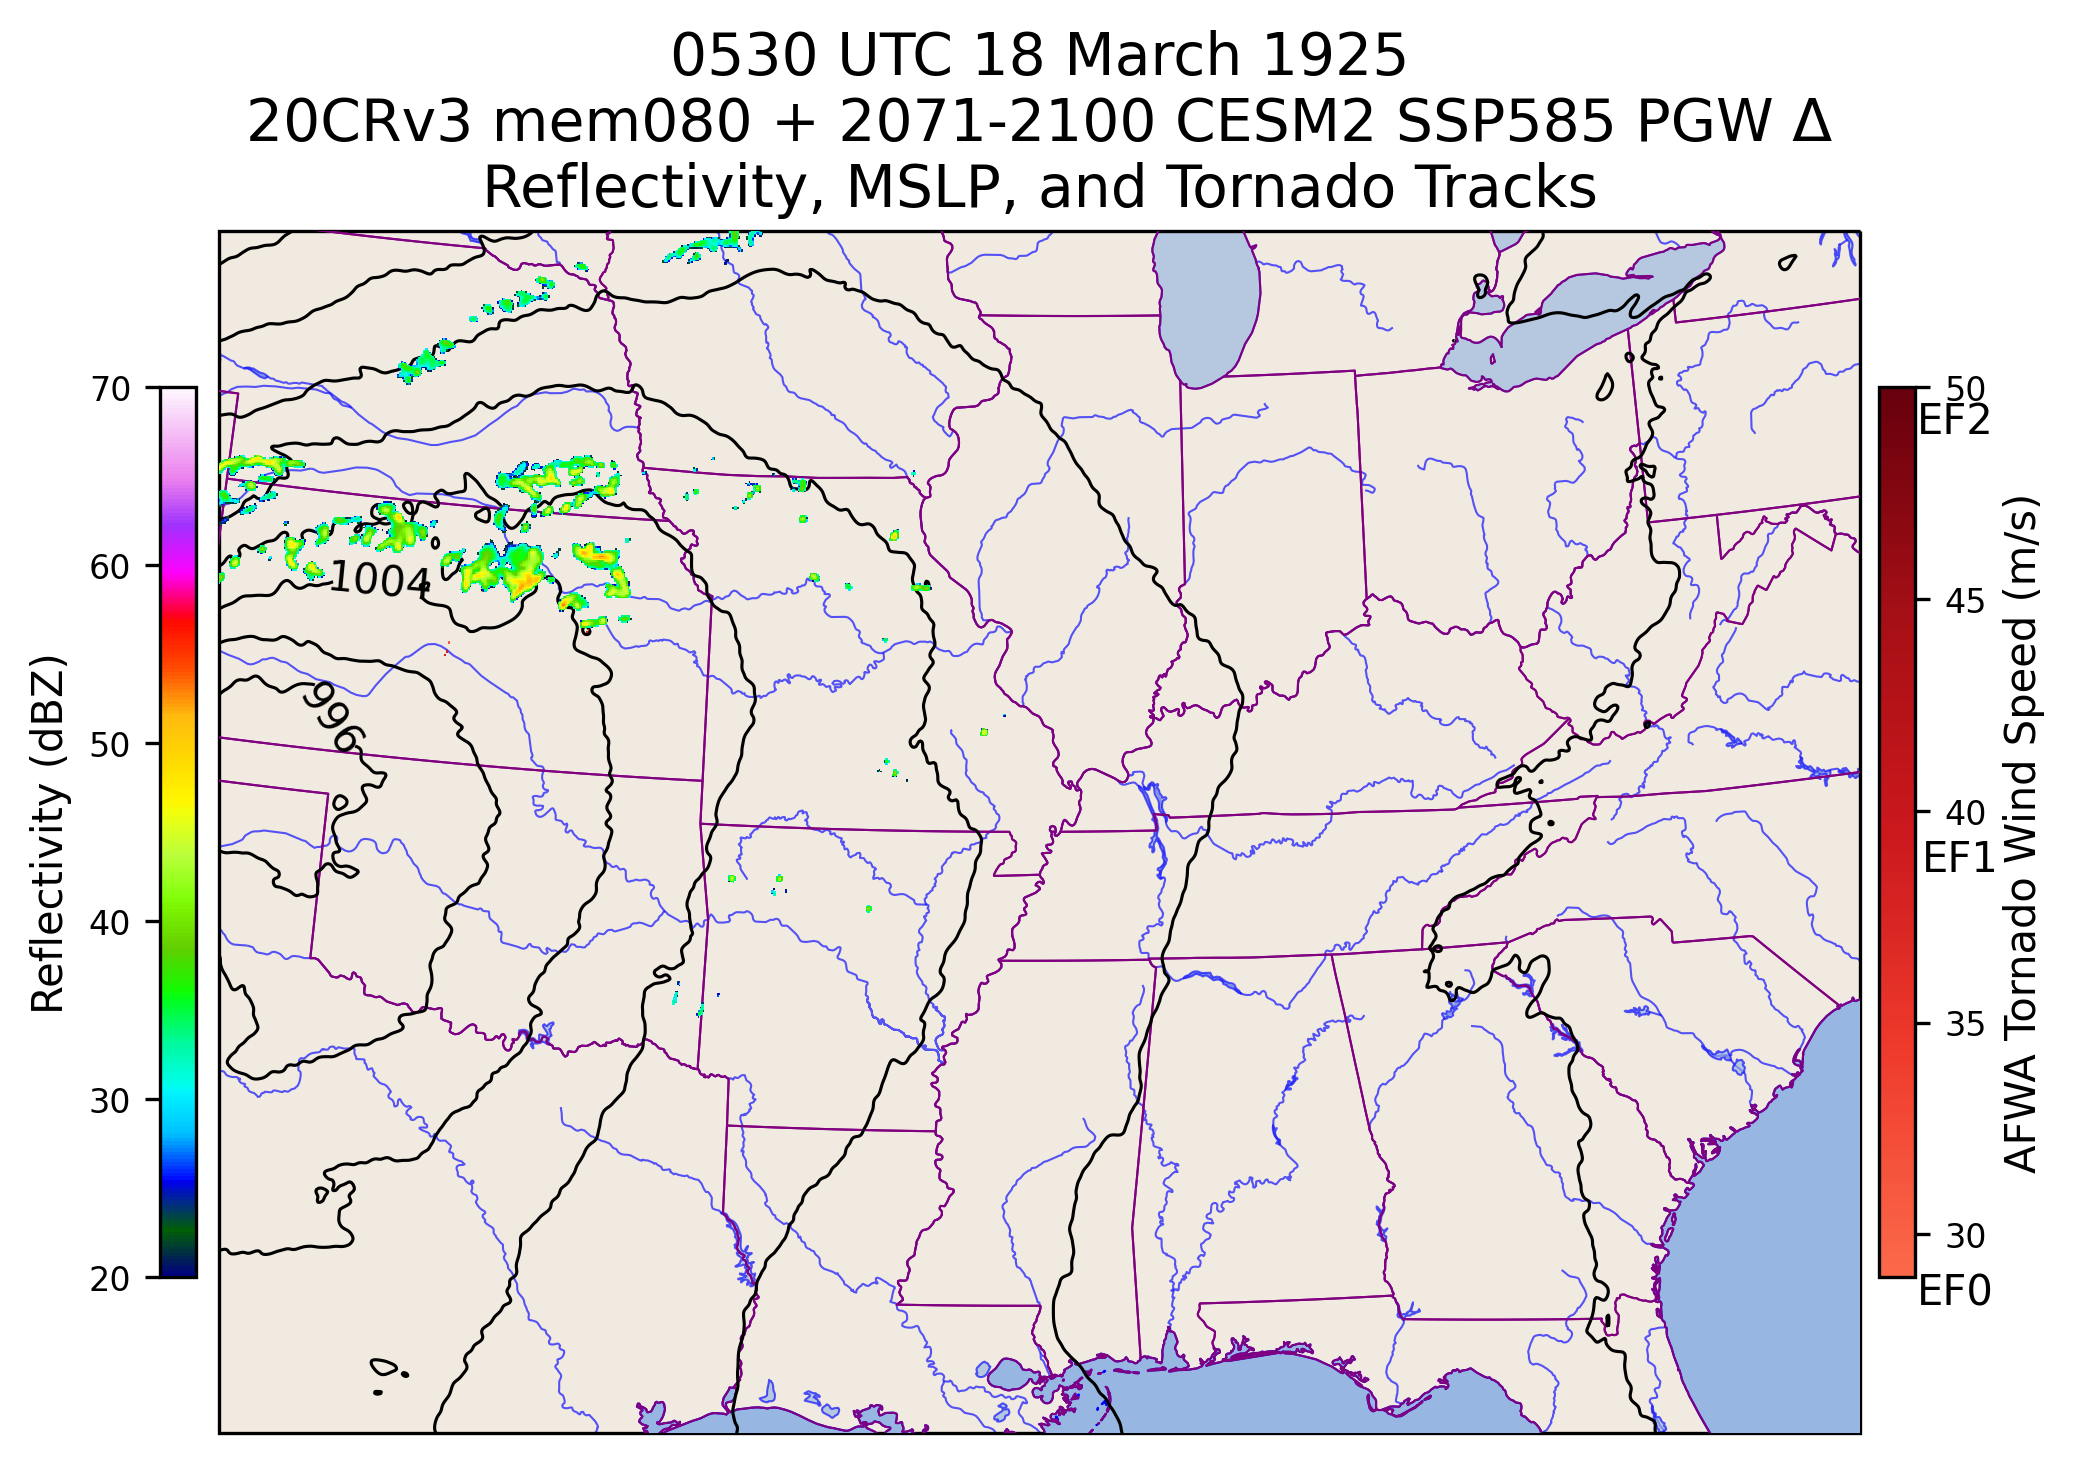 0530 UTC 18 March 1925
20CRv3 mem080 + 2071-2100 CESM2 SSP585 PGW Δ
Reflectivity, MSLP, and Tornado Tracks
70
60
50
40
30
20
Reflectivity (dBZ)
1004
996
50
EF2
45
40
EF1
35
30
EF0
AFWA Tornado Wind Speed (m/s)